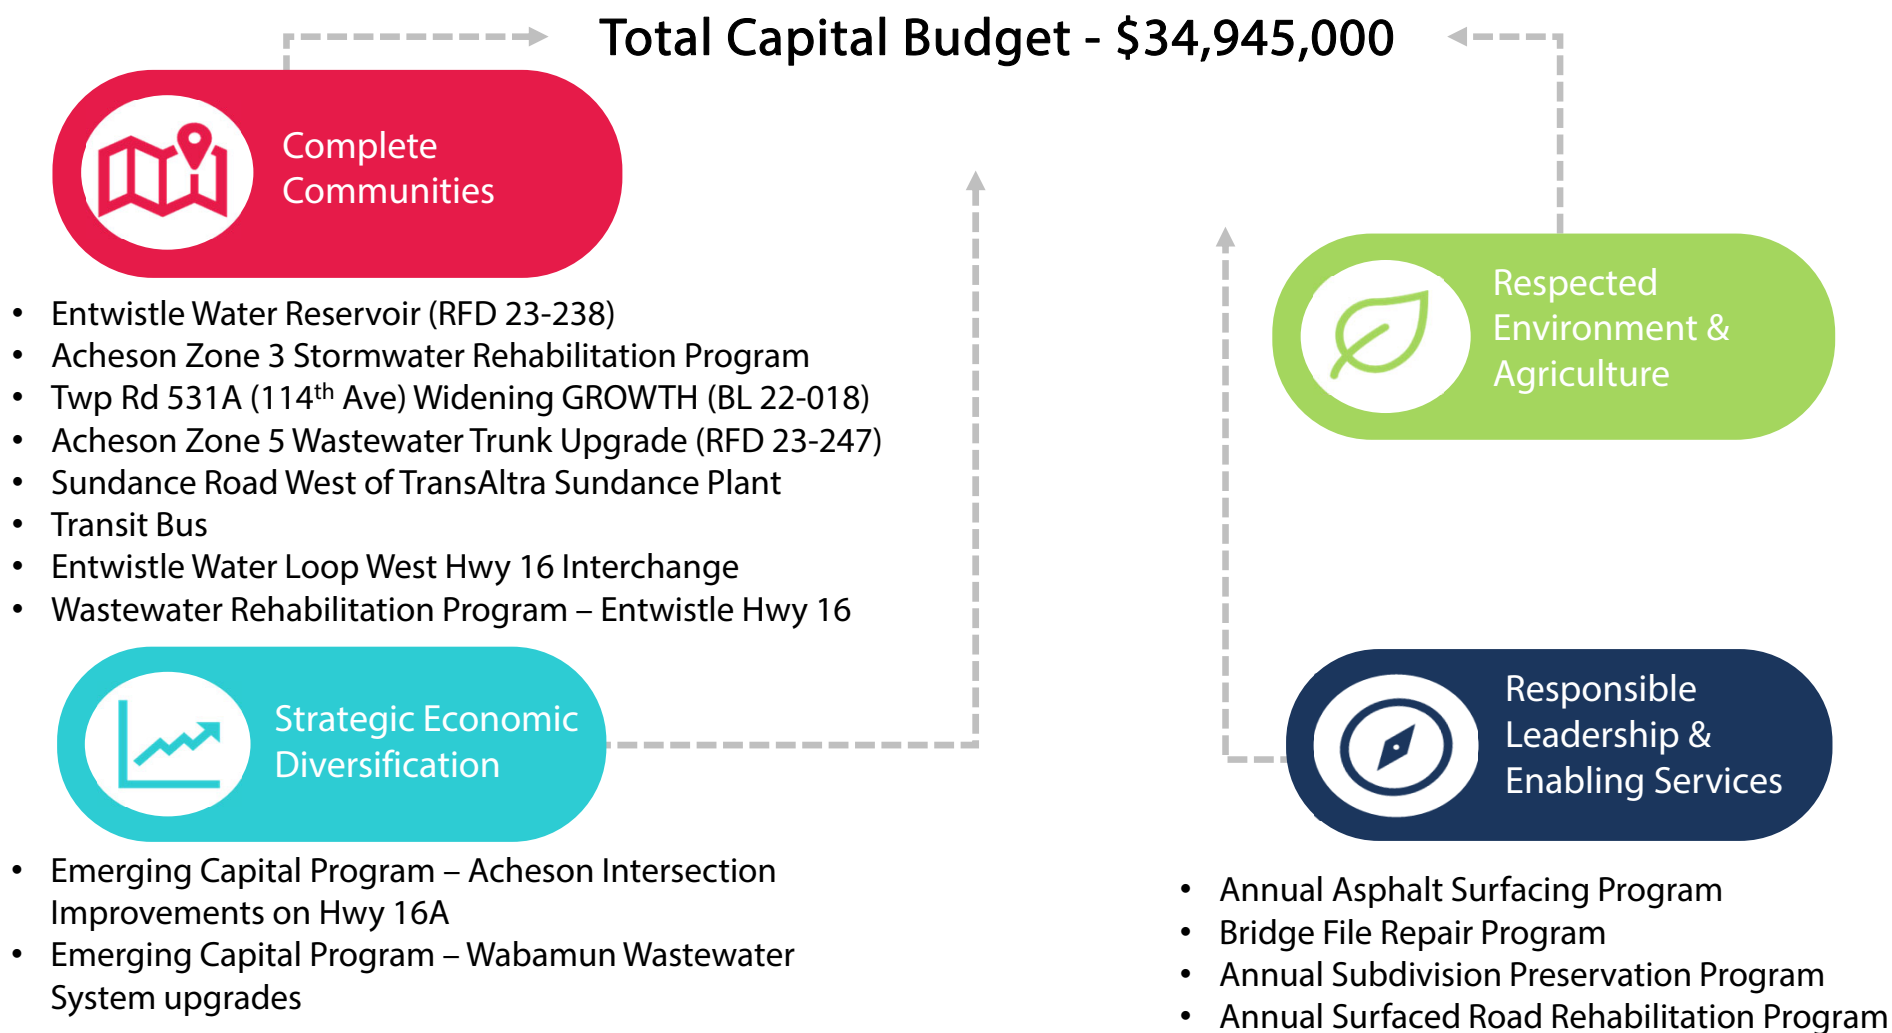 Total Capital Budget - $34,945,000
Complete
Communities
• Entwistle Water Reservoir (RFD 23-238)
• Acheson Zone 3 Stormwater Rehabilitation Program
• Twp Rd 531A (114th Ave) Widening GROWTH (BL 22-018)
• Acheson Zone 5 Wastewater Trunk Upgrade (RFD 23-247)
• Sundance Road West of TransAltra Sundance Plant
• Transit Bus
• Entwistle Water Loop West Hwy 16 Interchange
• Wastewater Rehabilitation Program – Entwistle Hwy 16
Respected
Environment &
Agriculture
Strategic Economic
Diversification
• Emerging Capital Program – Acheson Intersection
Improvements on Hwy 16A
• Emerging Capital Program – Wabamun Wastewater
System upgrades
Responsible
Leadership &
Enabling Services
• Annual Asphalt Surfacing Program
• Bridge File Repair Program
• Annual Subdivision Preservation Program
• Annual Surfaced Road Rehabilitation Program